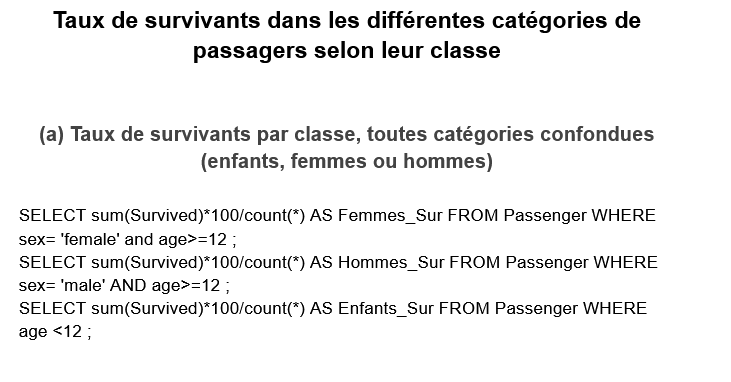 Taux de survivants dans les différentes catégories de
passagers selon leur classe
(a) Taux de survivants par classe, toutes catégories confondues
(enfants, femmes ou hommes)
SELECT sum(Survived)*100/count(*) AS Femmes_Sur FROM Passenger WHERE
sex= 'female' and age>=12 ;
SELECT sum(Survived)*100/count(*) AS Hommes_Sur FROM Passenger WHERE
sex= 'male' AND age>=12 ;
SELECT sum(Survived)*100/count(*) AS Enfants_Sur FROM Passenger WHERE
age <12 ;